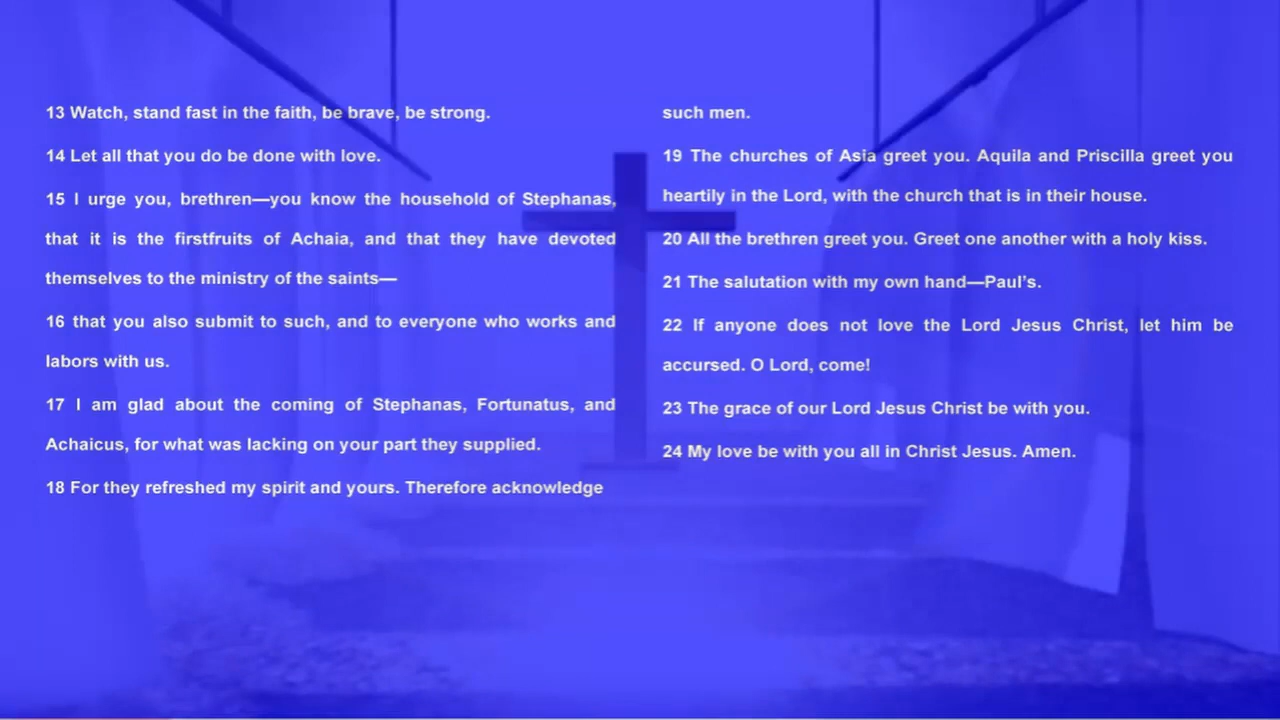 13 Watch, stand fast in the faith, be brave, be strong.
14 Let all that you do be done with love.
15 I urge you, brethren—you know the household of Stephanas,
that it is the firstfruits of Achaia, and that they have devoted
themselves to the ministry of the saints—
16 that you also submit to such, and to everyone who works and
labors with us.
17 I am glad about the coming of Stephanas, Fortunatus, and
Achaicus, for what was lacking on your part they supplied.
18 For they refreshed my spirit and yours. Therefore acknowledge
such men.
19 The churches of Asia greet you. Aquila and Priscilla greet you
heartily in the Lord, with the church that is in their house.
20 All the brethren greet you. Greet one another with a holy kiss.
21 The salutation with my own hand—Paul’s.
22 If anyone does not love the Lord Jesus Christ, let him be
accursed. O Lord, come!
23 The grace of our Lord Jesus Christ be with you.
24 My love be with you all in Christ Jesus. Amen.